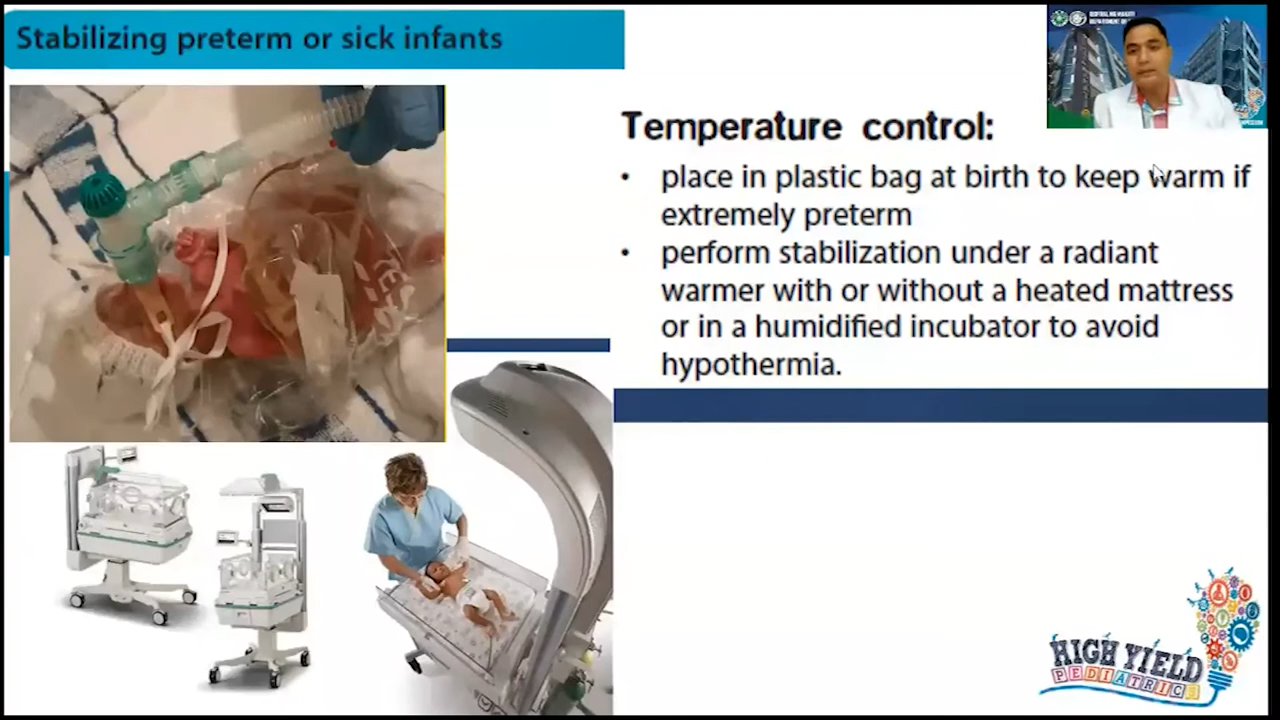 Stabilizing preterm or sick infants
Temperature control:
• place in plastic bag at birth to keep warm if
extremely preterm
• perform stabilization under a radiant
warmer with or without a heated mattress
or in a humidified incubator to avoid
hypothermia.
HIGH YIELD
PEDIATRICS